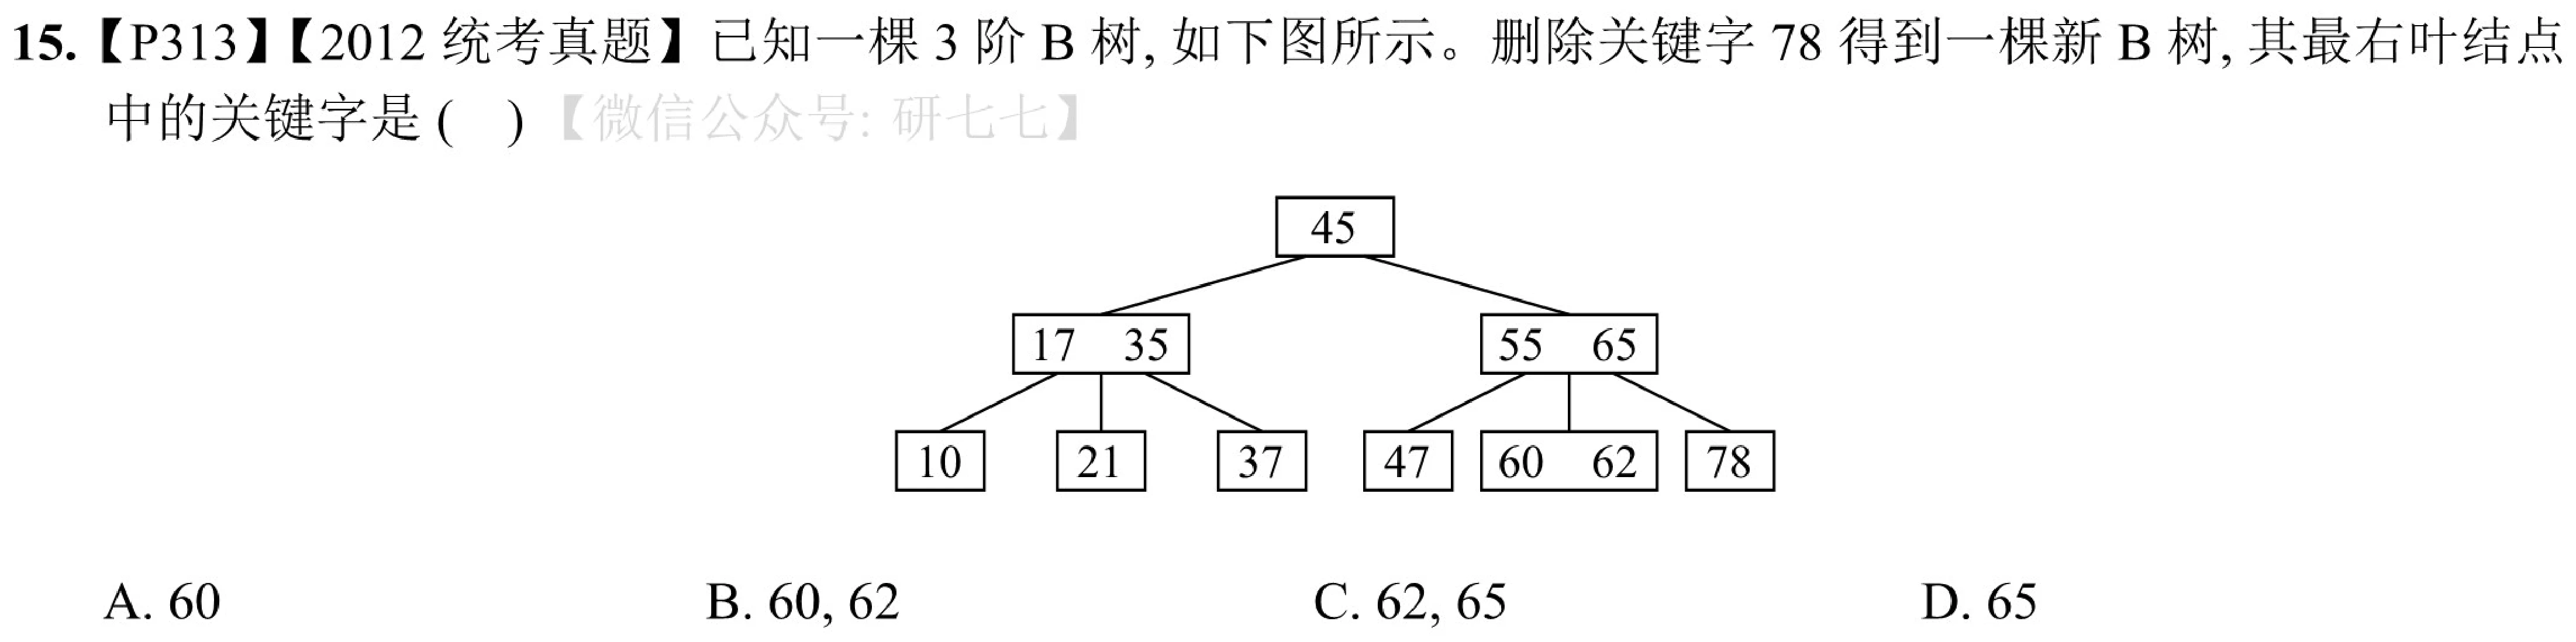 15.【P313】【2012 统考真题】已知一棵 3 阶 B 树, 如下图所示。删除关键字 78 得到一棵新 B 树, 其最右叶结点
中的关键字是 ( )【微信公众号: 研七七】
45
17 35 55 65
10 21 37 47 60 62 78
A. 60 B. 60, 62 C. 62, 65 D. 65